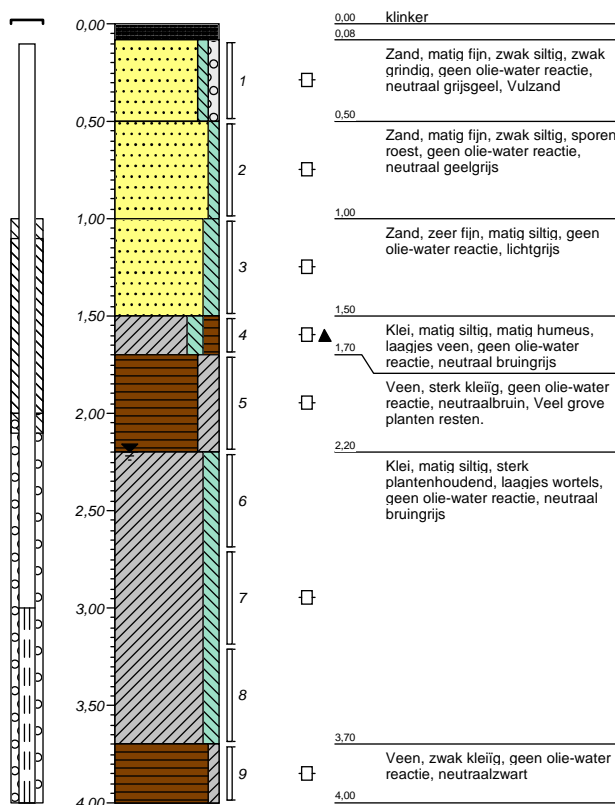 0,00
0,50
1,00
1,50
2,00
2,50
3,00
3,50
4,00
1
2
3
4
5
6
7
8
9
0,00 klinker
0,08
Zand, matig fijn, zwak siltig, zwak
grindig, geen olie-water reactie,
neutraal grijsgeel, Vulzand
0,50
Zand, matig fijn, zwak siltig, sporen
roest, geen olie-water reactie,
neutraal geelgrijs
1,00
Zand, zeer fijn, matig siltig, geen
olie-water reactie, lichtgrijs
1,50
Klei, matig siltig, matig humeus,
laagjes veen, geen olie-water
reactie, neutraal bruingrijs
1,70
Veen, sterk kleiïg, geen olie-water
reactie, neutraalbruin, Veel grove
planten resten.
2,20
Klei, matig siltig, sterk
plantenhoudend, laagjes wortels,
geen olie-water reactie, neutraal
bruingrijs
3,70
Veen, zwak kleiïg, geen olie-water
reactie, neutraalzwart
4,00